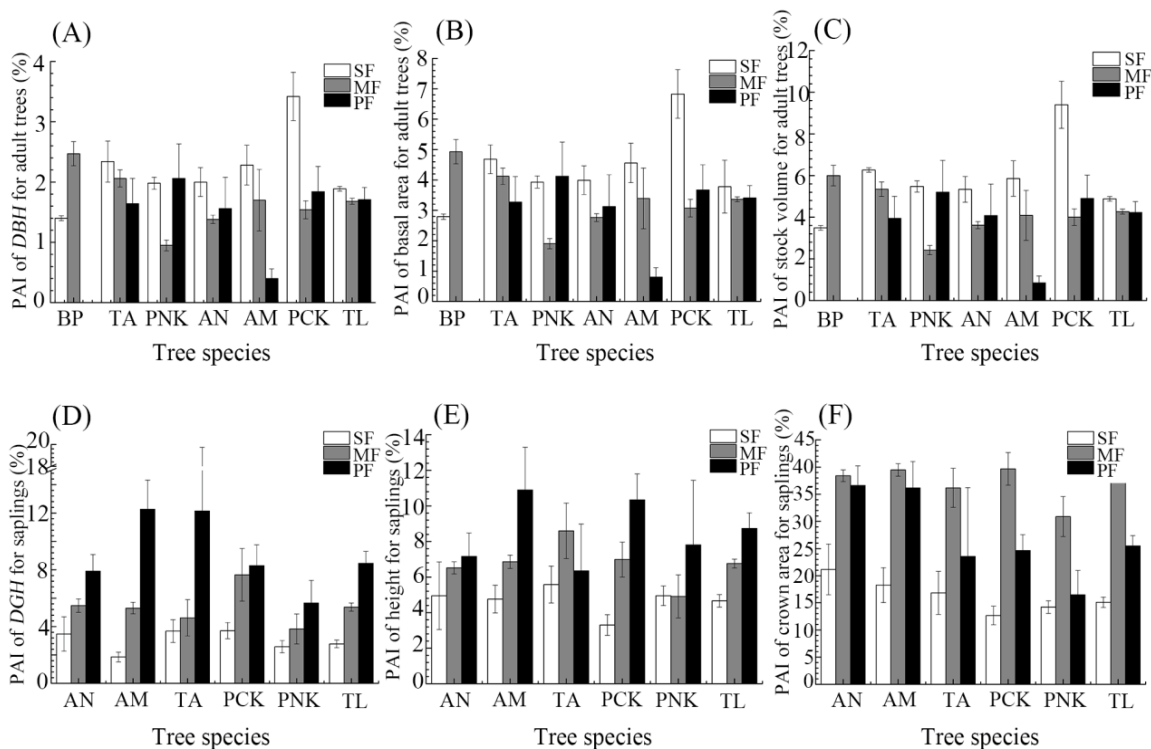 (A)
PAI of DBH for adult trees (%)
4
3
2
1
0
SF
MF
PF
BP TA PNK AN AM PCK TL
Tree species
(B)
PAI of basal area for adult trees (%)
8
7
6
5
4
3
2
1
0
SF
MF
PF
BP TA PNK AN AM PCK TL
Tree species
(C)
PAI of stock volume for adult trees (%)
12
10
8
6
4
2
0
SF
MF
PF
BP TA PNK AN AM PCK TL
Tree species
(D)
PAI of DGH for saplings (%)
20
18
12
8
4
0
SF
MF
PF
AN AM TA PCK PNK TL
Tree species
(E)
PAI of height for saplings (%)
14
12
10
8
6
4
2
0
SF
MF
PF
AN AM TA PCK PNK TL
Tree species
(F)
PAI of crown area for saplings (%)
45
40
35
30
25
20
15
10
5
0
SF
MF
PF
AN AM TA PCK PNK TL
Tree species